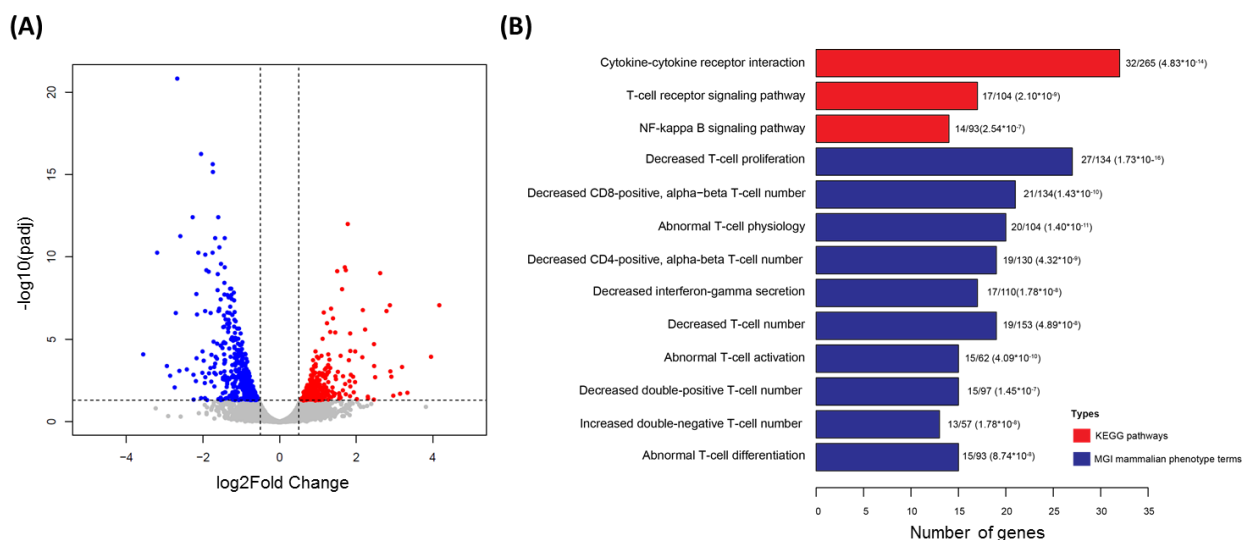 (A)
20
15
10
5
0
-log10(padj)
−4
−2
0
2
4
log2Fold Change
(B)
Cytokine-cytokine receptor interaction
32/265 (4.83*10-14)
T-cell receptor signaling pathway
17/104 (2.10*10-9)
NF-kappa B signaling pathway
14/93(2.54*10-7)
Decreased T-cell proliferation
27/134 (1.73*10-16)
Decreased CD8-positive, alpha−beta T-cell number
21/134(1.43*10-10)
Abnormal T-cell physiology
20/104 (1.40*10-11)
Decreased CD4-positive, alpha-beta T-cell number
19/130 (4.32*10-9)
Decreased interferon-gamma secretion
17/110(1.78*10-8)
Decreased T-cell number
19/153 (4.89*10-8)
Abnormal T-cell activation
15/62 (4.09*10-10)
Decreased double-positive T-cell number
15/97 (1.45*10-7)
Increased double-negative T-cell number
13/57 (1.78*10-8)
Abnormal T-cell differentiation
15/93 (8.74*10-8)
Types
KEGG pathways
MGI mammalian phenotype terms
0 5 10 15 20 25 30 35
Number of genes